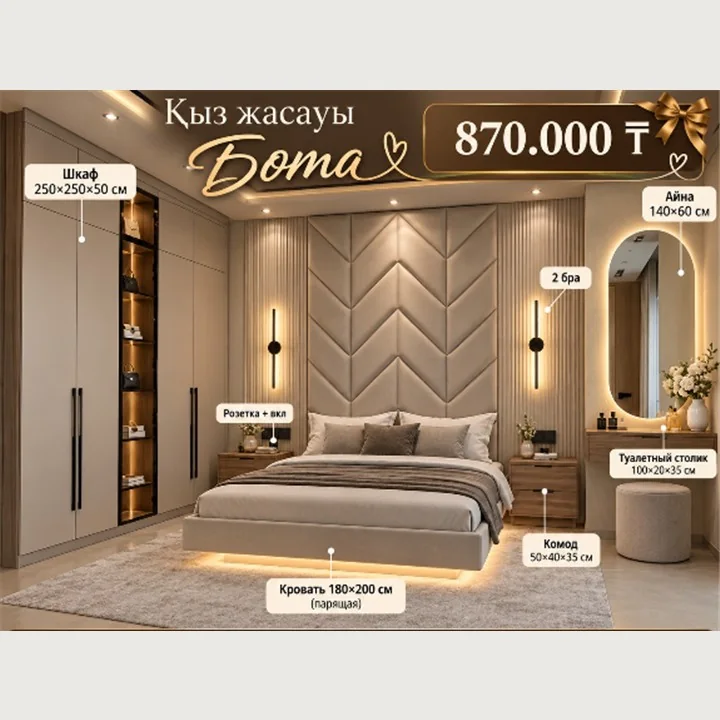 Қыз жасауы
Бота
870.000 ₸
Шкаф
250×250×50 см
Айна
140×60 см
2 бра
Розетка + вкл
Туалетный столик
100×20×35 см
Комод
50×40×35 см
Кровать 180×200 см
(парящая)